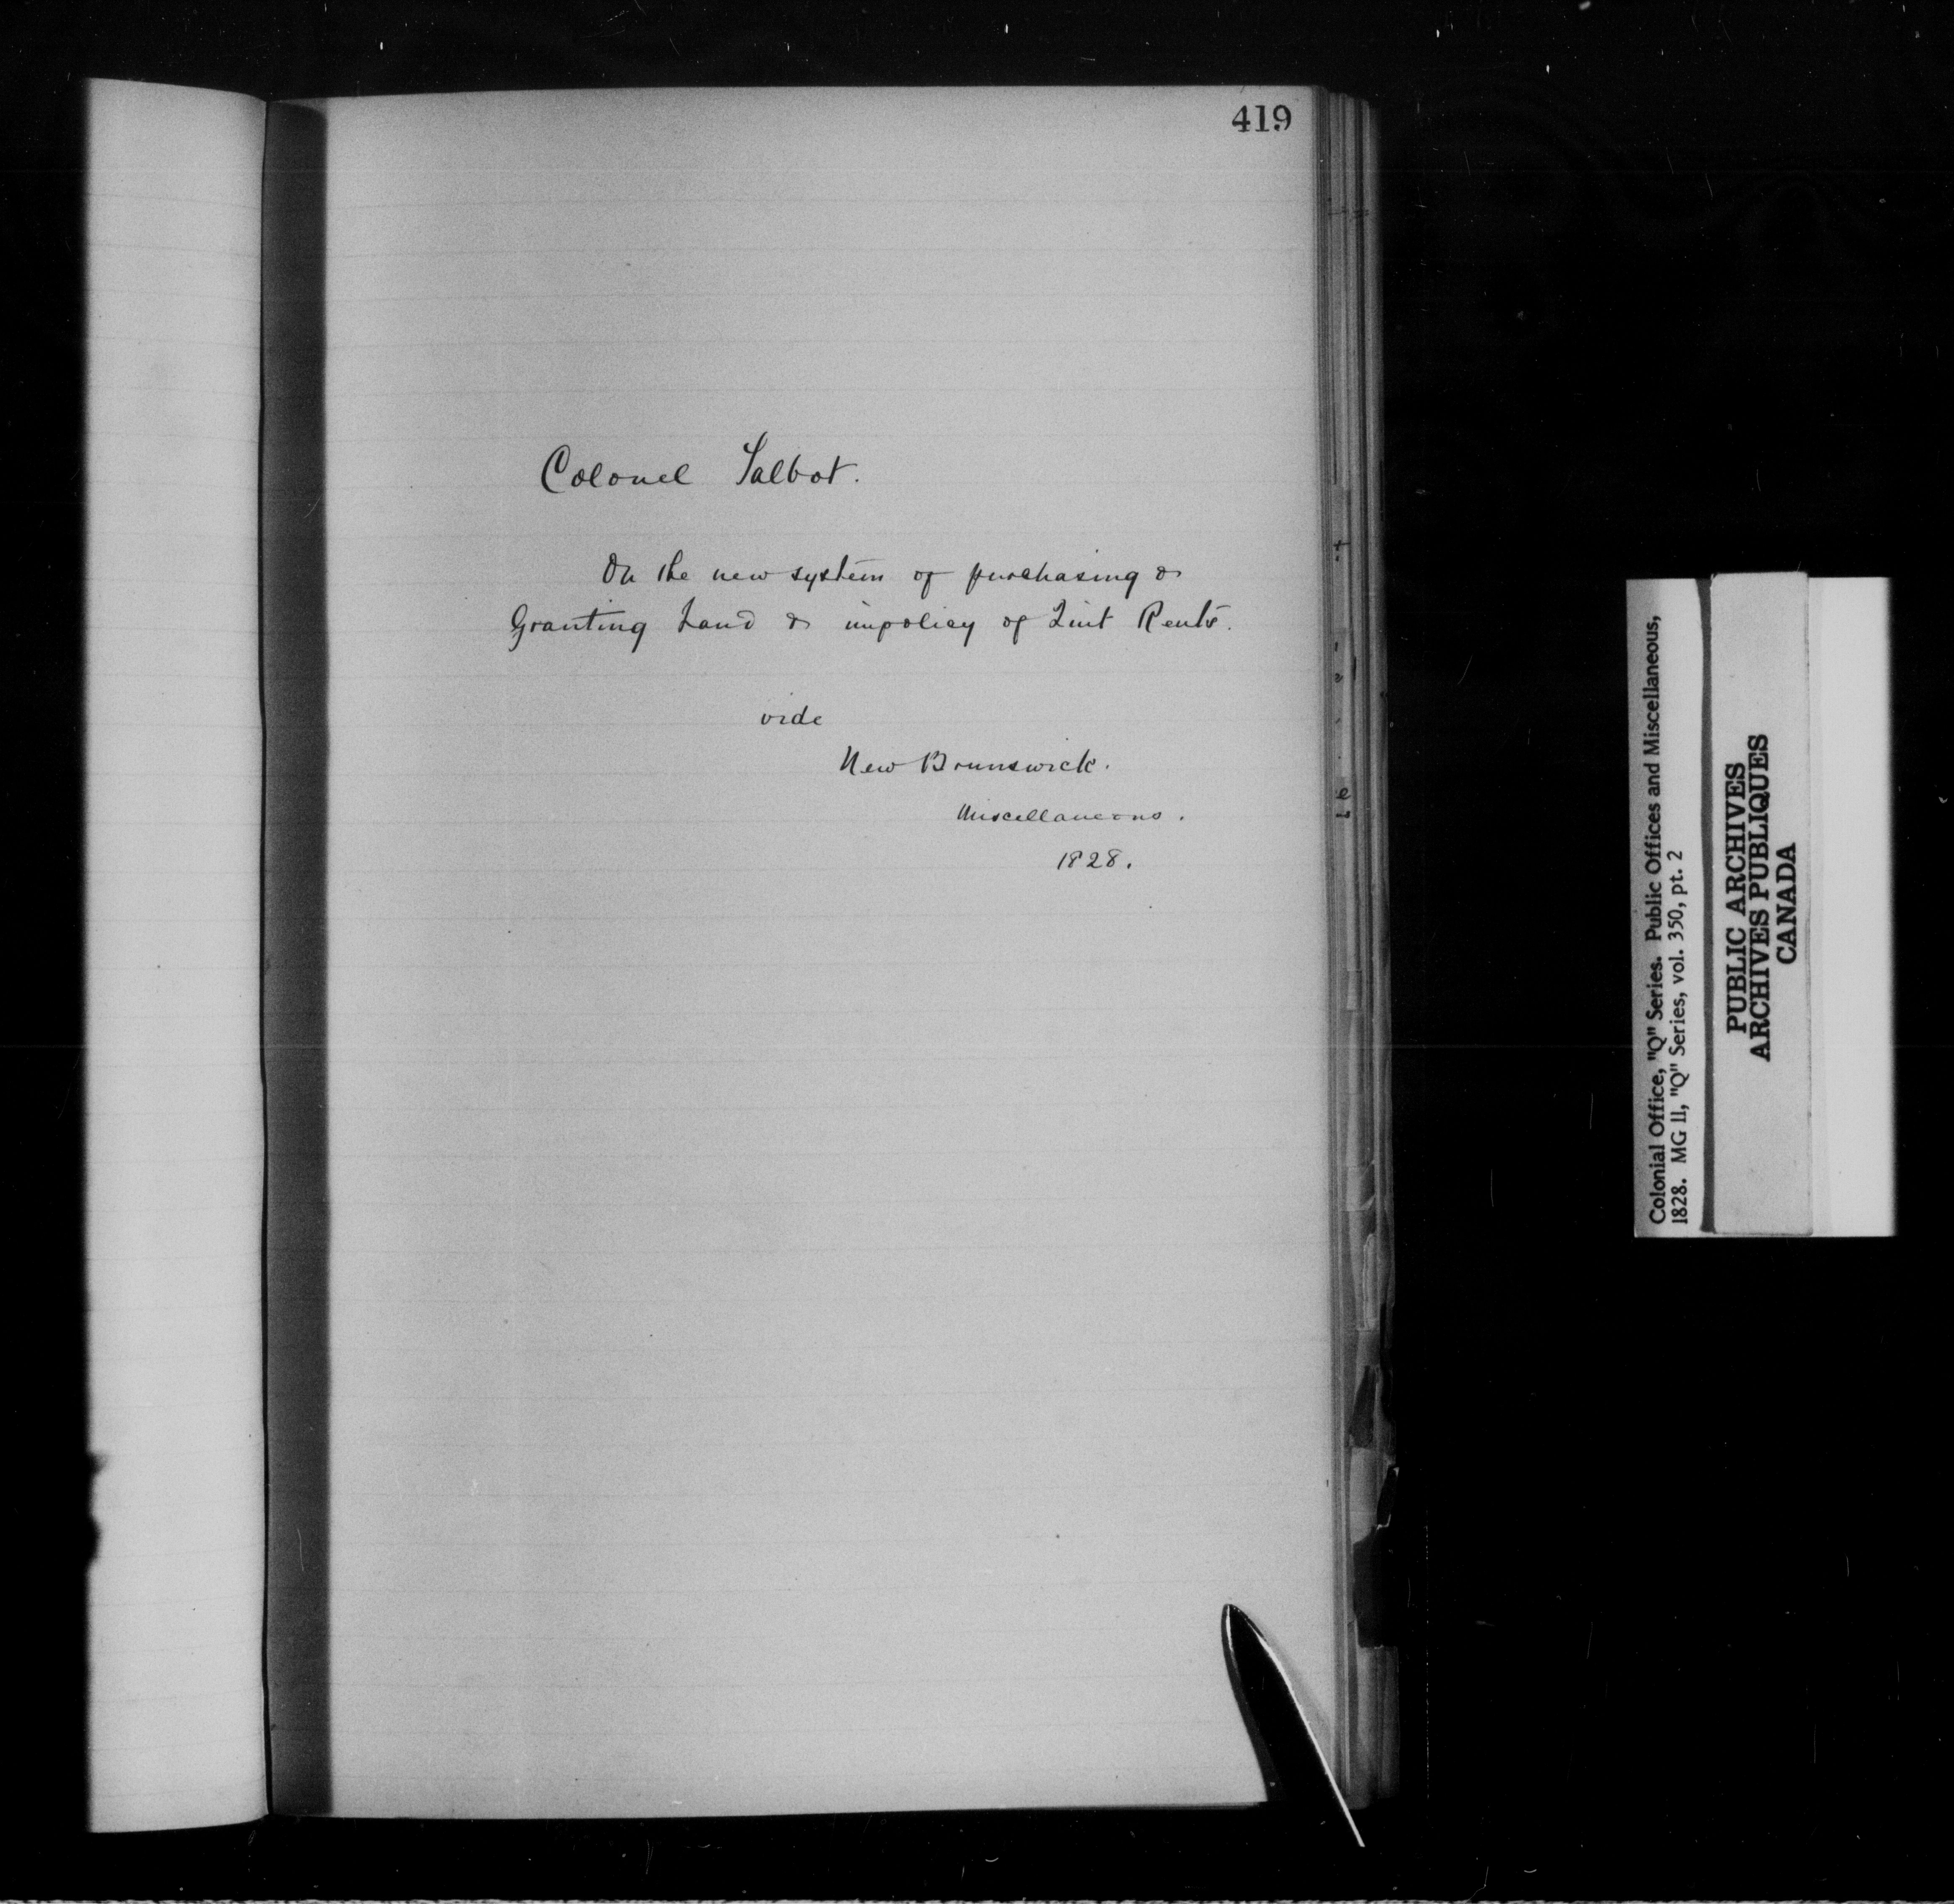 419
Colonel Talbot.
On the new system of purchasing &
Granting Land & impolicy of Quit Rents.
vide
New Brunswick.
Miscellaneous.
1828.
Colonial Office, "Q" Series. Public Offices and Miscellaneous,
1828. MG 11, "Q" Series, vol. 350, pt. 2
PUBLIC ARCHIVES
ARCHIVES PUBLIQUES
CANADA